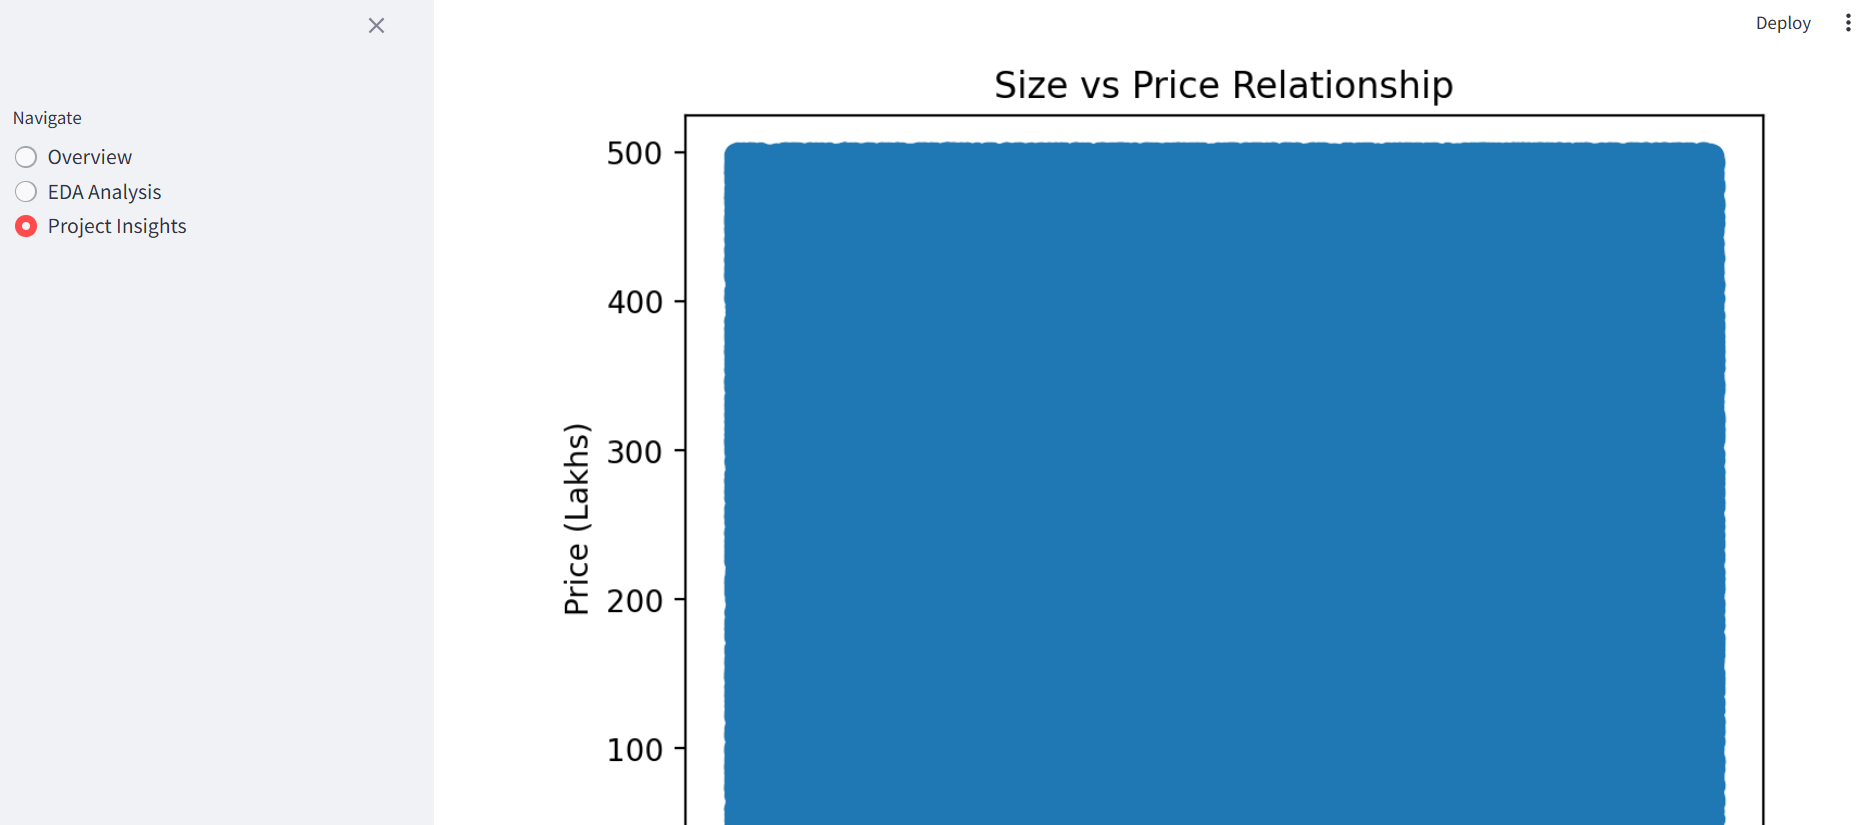 Deploy
Navigate
Overview
EDA Analysis
Project Insights
Size vs Price Relationship
500
400
300
200
100
Price (Lakhs)